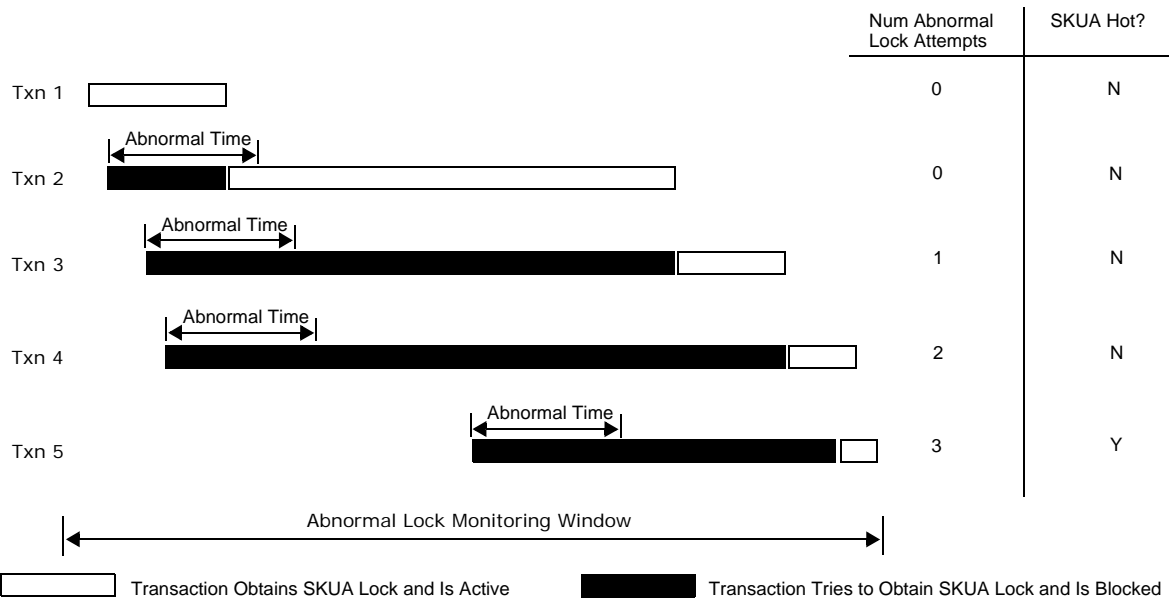 Num Abnormal
Lock Attempts
SKUA Hot?
Txn 1
0
N
Abnormal Time
Txn 2
0
N
Abnormal Time
Txn 3
1
N
Abnormal Time
Txn 4
2
N
Abnormal Time
Txn 5
3
Y
Abnormal Lock Monitoring Window
Transaction Obtains SKUA Lock and Is Active
Transaction Tries to Obtain SKUA Lock and Is Blocked